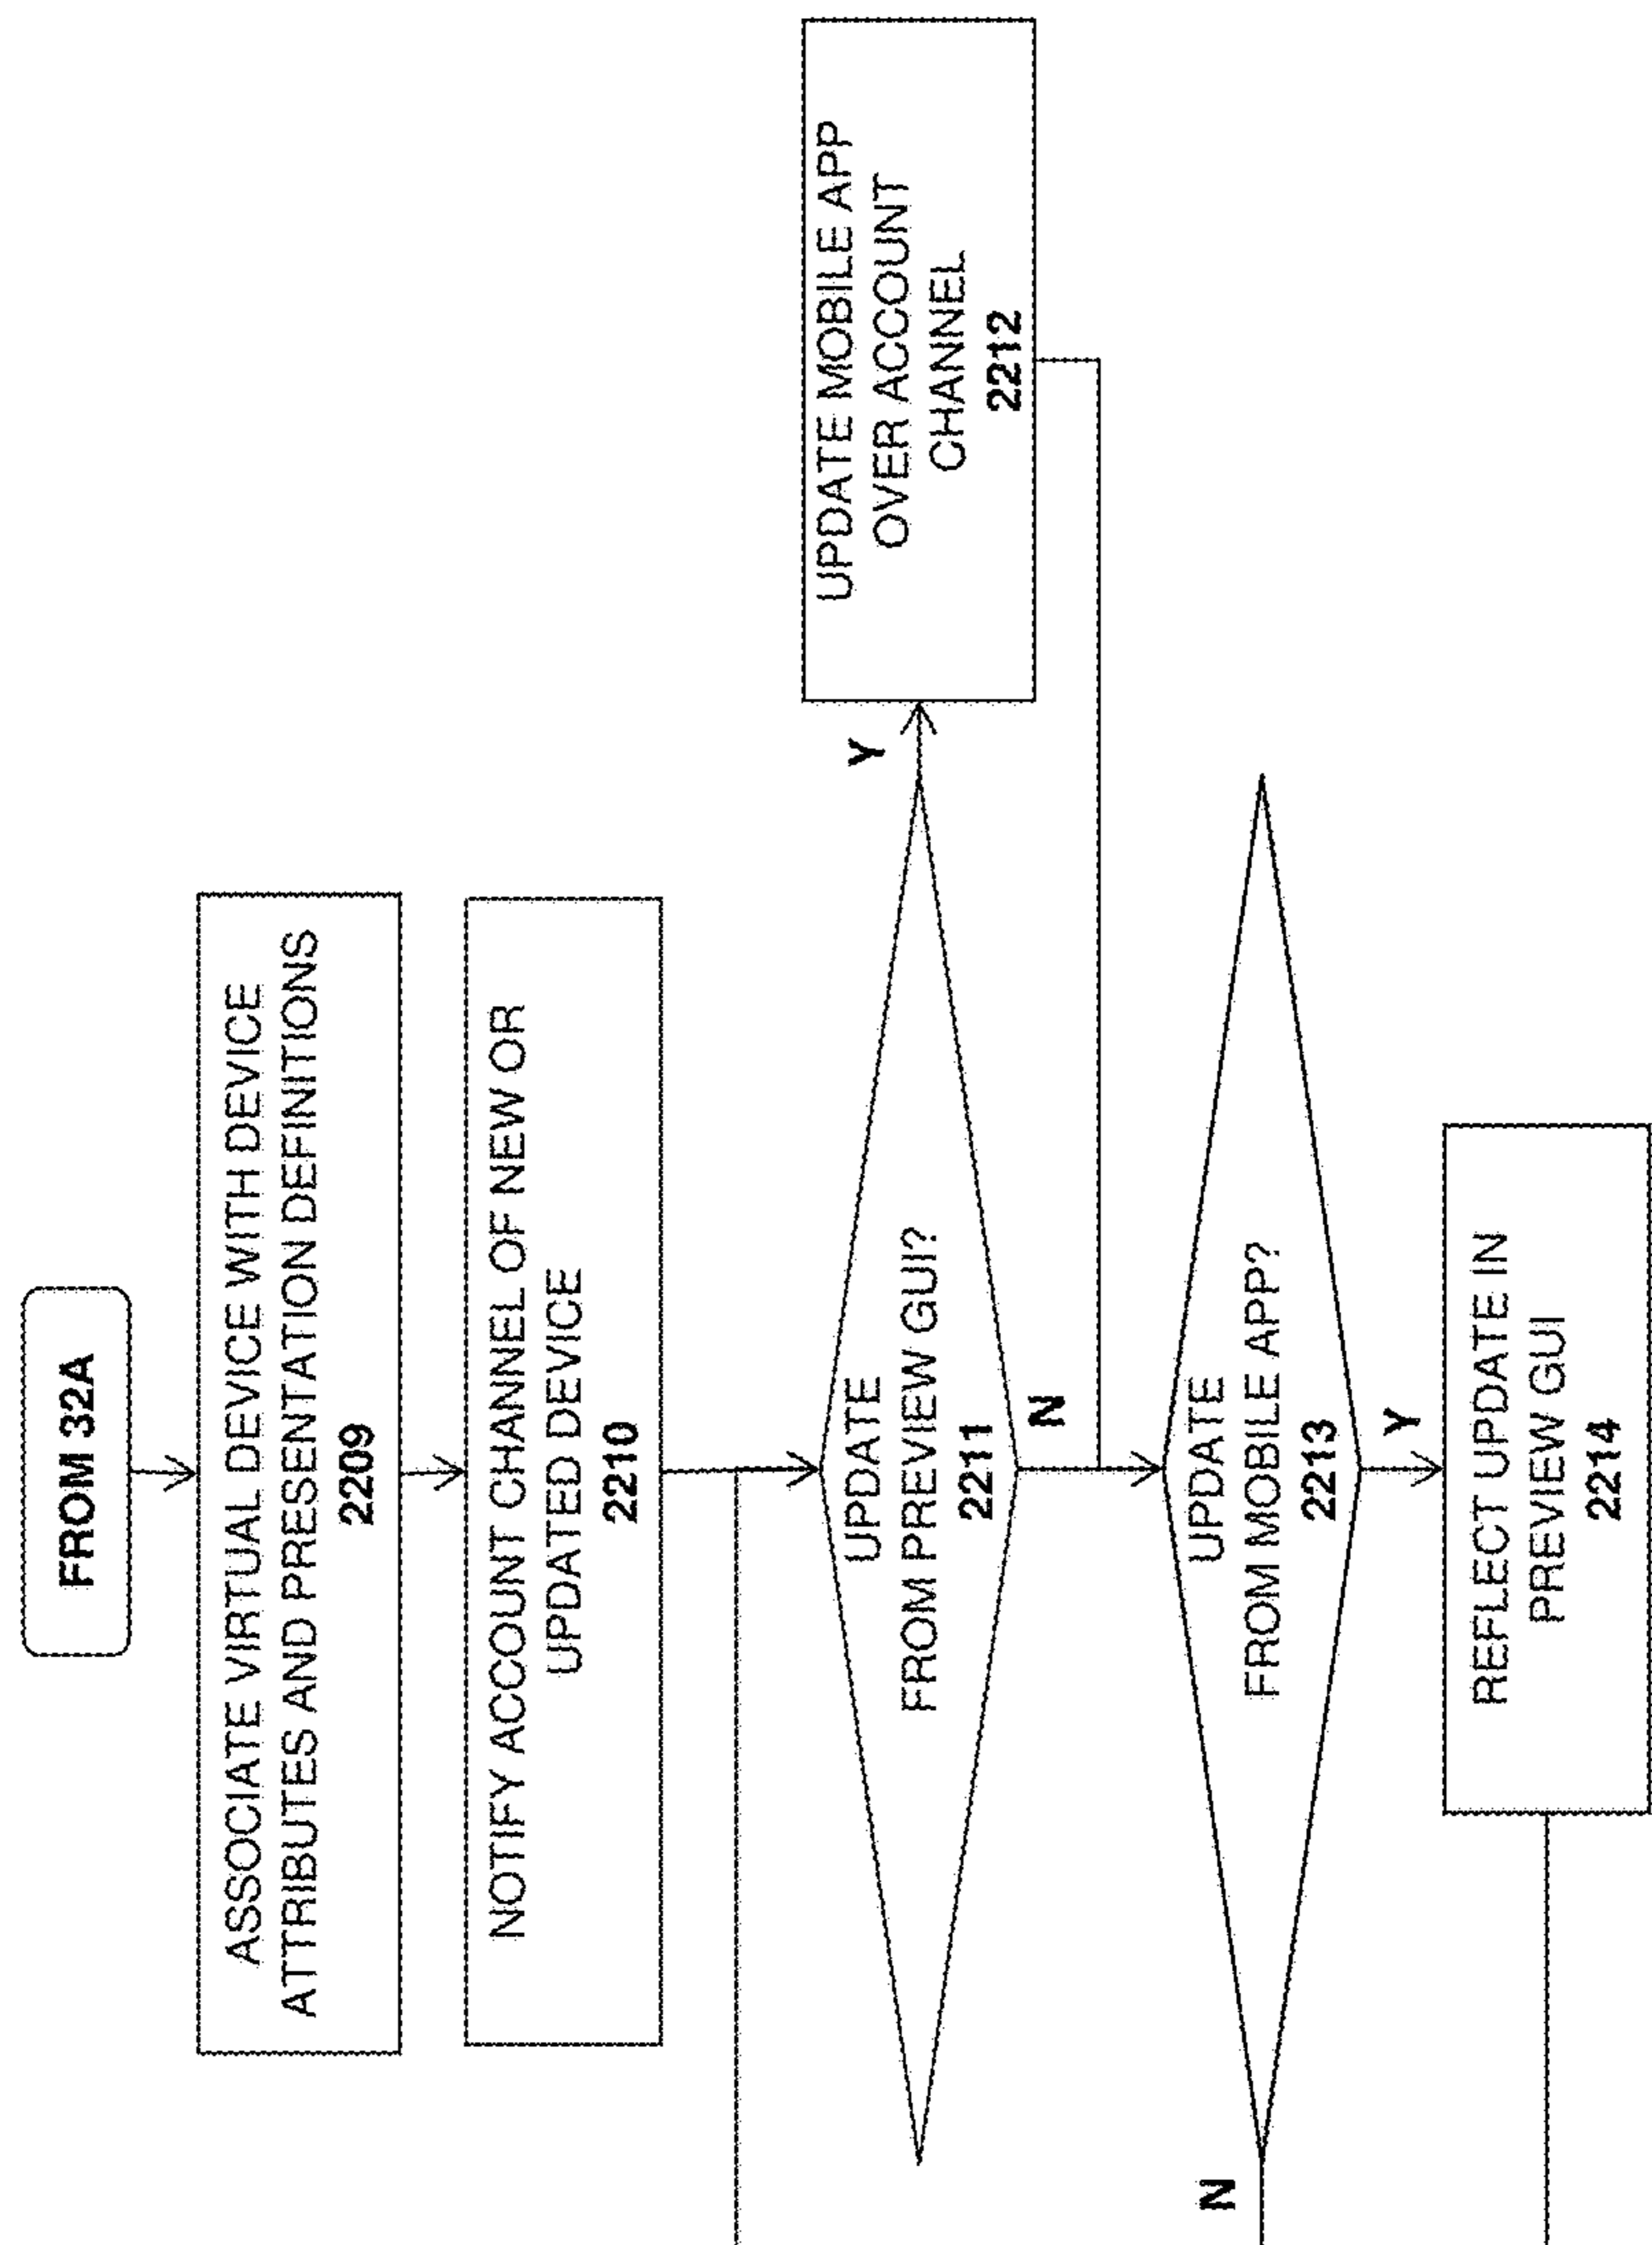 FROM 32A
ASSOCIATE VIRTUAL DEVICE WITH DEVICE
ATTRIBUTES AND PRESENTATION DEFINITIONS
2209
NOTIFY ACCOUNT CHANNEL OF NEW OR
UPDATED DEVICE
2210
UPDATE
FROM PREVIEW GUI?
2211
Y
UPDATE MOBILE APP
OVER ACCOUNT
CHANNEL
2212
N
UPDATE
FROM MOBILE APP?
2213
N
Y
REFLECT UPDATE IN
PREVIEW GUI
2214